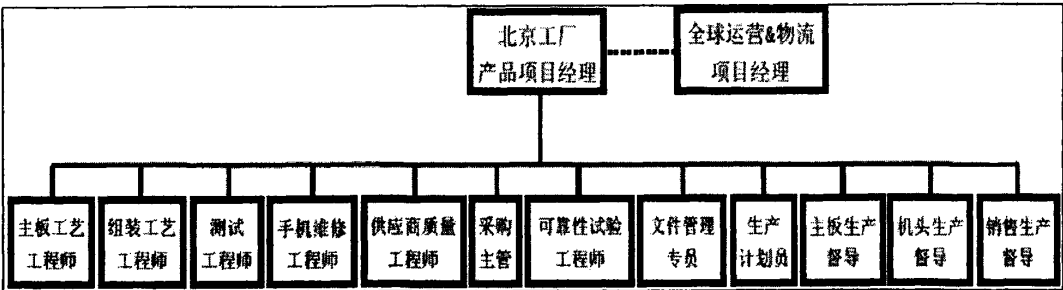 北京工厂
产品项目经理
全球运营&物流
项目经理
主板工艺
工程师
组装工艺
工程师
测试
工程师
手机维修
工程师
供应商质量
工程师
采购
主管
可靠性试验
工程师
文件管理
专员
生产
计划员
主板生产
督导
机头生产
督导
销售生产
督导